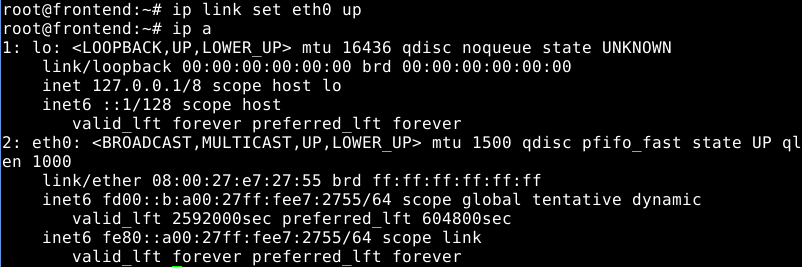 root@frontend:~# ip link set eth0 up
root@frontend:~# ip a
1: lo: <LOOPBACK,UP,LOWER_UP> mtu 16436 qdisc noqueue state UNKNOWN
    link/loopback 00:00:00:00:00:00 brd 00:00:00:00:00:00
    inet 127.0.0.1/8 scope host lo
    inet6 ::1/128 scope host
       valid_lft forever preferred_lft forever
2: eth0: <BROADCAST,MULTICAST,UP,LOWER_UP> mtu 1500 qdisc pfifo_fast state UP ql
en 1000
    link/ether 08:00:27:e7:27:55 brd ff:ff:ff:ff:ff:ff
    inet6 fd00::b:a00:27ff:fee7:2755/64 scope global tentative dynamic
       valid_lft 2592000sec preferred_lft 604800sec
    inet6 fe80::a00:27ff:fee7:2755/64 scope link
       valid_lft forever preferred_lft forever